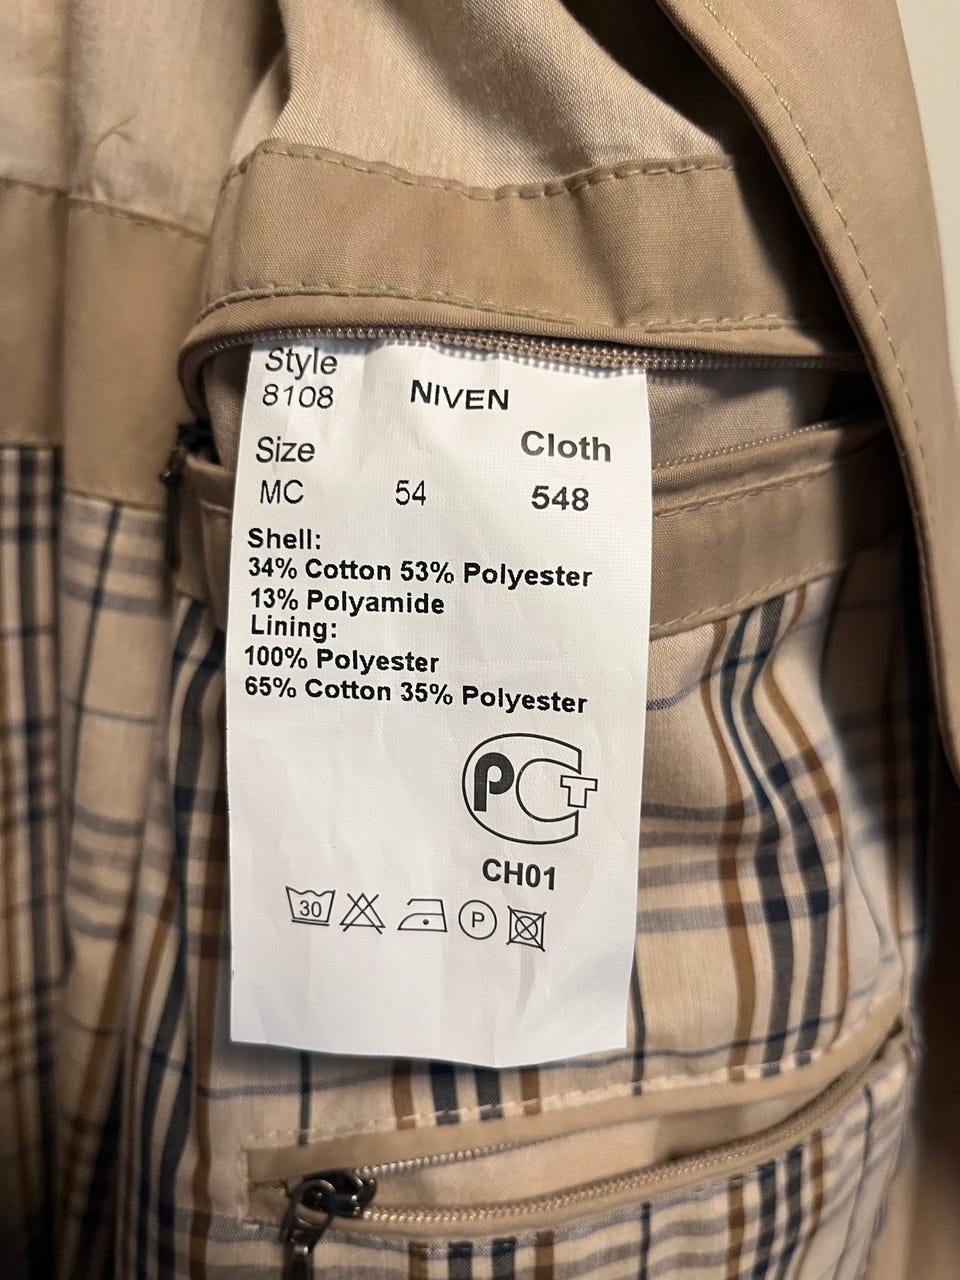 Style
8108 NIVEN
Size Cloth
MC 54 548
Shell:
34% Cotton 53% Polyester
13% Polyamide
Lining:
100% Polyester
65% Cotton 35% Polyester
РСТ
CH01
30 P